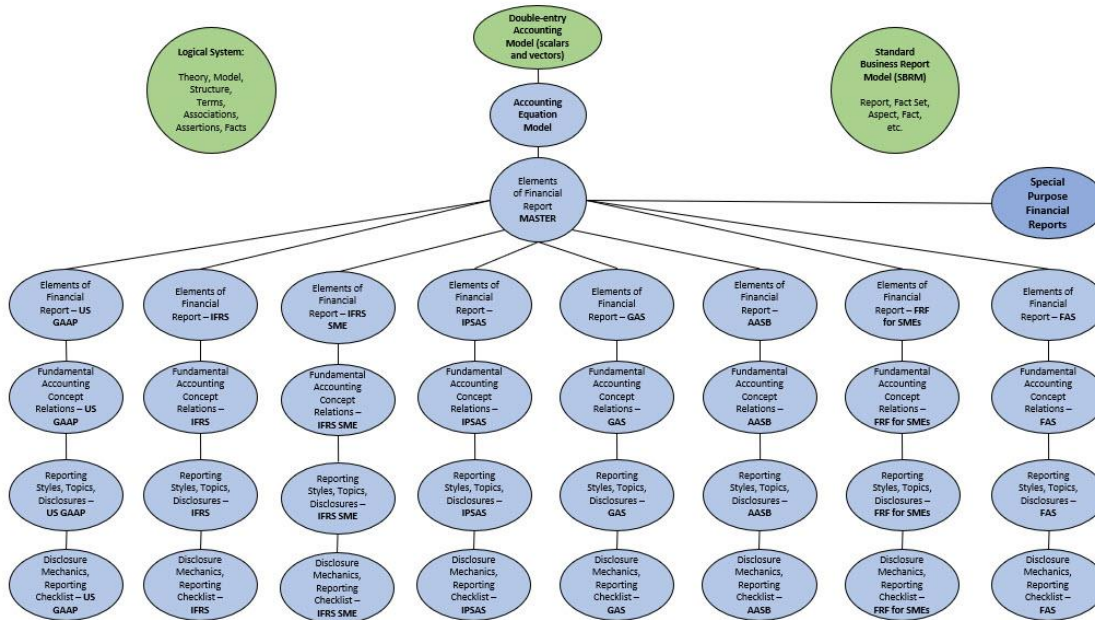 Double-entry
Accounting
Model (scalars
and vectors)
Logical System:
Theory, Model,
Structure,
Terms,
Associations,
Assertions, Facts
Standard
Business Report
Model (SBRM)
Report, Fact Set,
Aspect, Fact,
etc.
Accounting
Equation
Model
Elements
of Financial
Report
MASTER
Special
Purpose
Financial
Reports
Elements of
Financial
Report – US
GAAP
Elements of
Financial
Report – IFRS
Elements of
Financial
Report – IFRS
SME
Elements of
Financial
Report –
IPSAS
Elements of
Financial
Report – GAS
Elements of
Financial
Report –
AASB
Elements of
Financial
Report – FRF
for SMEs
Elements of
Financial
Report – FAS
Fundamental
Accounting
Concept
Relations – US
GAAP
Fundamental
Accounting
Concept
Relations –
IFRS
Fundamental
Accounting
Concept
Relations –
IFRS SME
Fundamental
Accounting
Concept
Relations –
IPSAS
Fundamental
Accounting
Concept
Relations –
GAS
Fundamental
Accounting
Concept
Relations –
AASB
Fundamental
Accounting
Concept
Relations –
FRF for SMEs
Fundamental
Accounting
Concept
Relations –
FAS
Reporting
Styles, Topics,
Disclosures –
US GAAP
Reporting
Styles, Topics,
Disclosures –
IFRS
Reporting
Styles, Topics,
Disclosures –
IFRS SME
Reporting
Styles, Topics,
Disclosures –
IPSAS
Reporting
Styles, Topics,
Disclosures –
GAS
Reporting
Styles, Topics,
Disclosures –
AASB
Reporting
Styles, Topics,
Disclosures –
FRF for SMEs
Reporting
Styles, Topics,
Disclosures –
FAS
Disclosure
Mechanics,
Reporting
Checklist – US
GAAP
Disclosure
Mechanics,
Reporting
Checklist –
IFRS
Disclosure
Mechanics,
Reporting
Checklist –
IFRS SME
Disclosure
Mechanics,
Reporting
Checklist –
IPSAS
Disclosure
Mechanics,
Reporting
Checklist –
GAS
Disclosure
Mechanics,
Reporting
Checklist –
AASB
Disclosure
Mechanics,
Reporting
Checklist –
FRF for SMEs
Disclosure
Mechanics,
Reporting
Checklist –
FAS